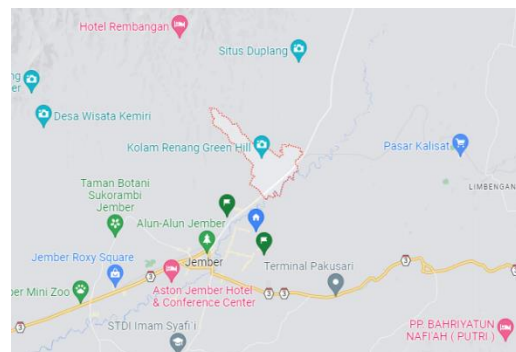 Hotel Rembangan
Situs Duplang
Desa Wisata Kemiri
Kolam Renang Green Hill
Pasar Kalisat
LIMBENGAN
Taman Botani
Sukorambi
Jember
Alun-Alun Jember
Jember Roxy Square
Jember
Terminal Pakusari
3
3
3
3
3
3
Aston Jember Hotel
& Conference Center
ber Mini Zoo
STDI Imam Syafi'i
PP. BAHRIYATUN
NAFI'AH ( PUTRI )